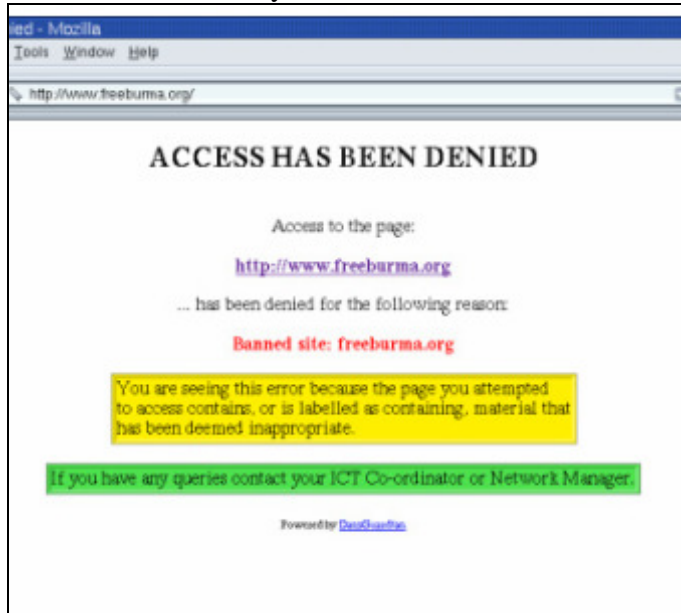 ied - Mozilla
Tools Window Help
http://www.freeburma.org/
ACCESS HAS BEEN DENIED
Access to the page:
http://www.freeburma.org
... has been denied for the following reason:
Banned site: freeburma.org
You are seeing this error because the page you attempted
to access contains, or is labelled as containing, material that
has been deemed inappropriate.
If you have any queries contact your ICT Co-ordinator or Network Manager.
Powered by DansGuardian